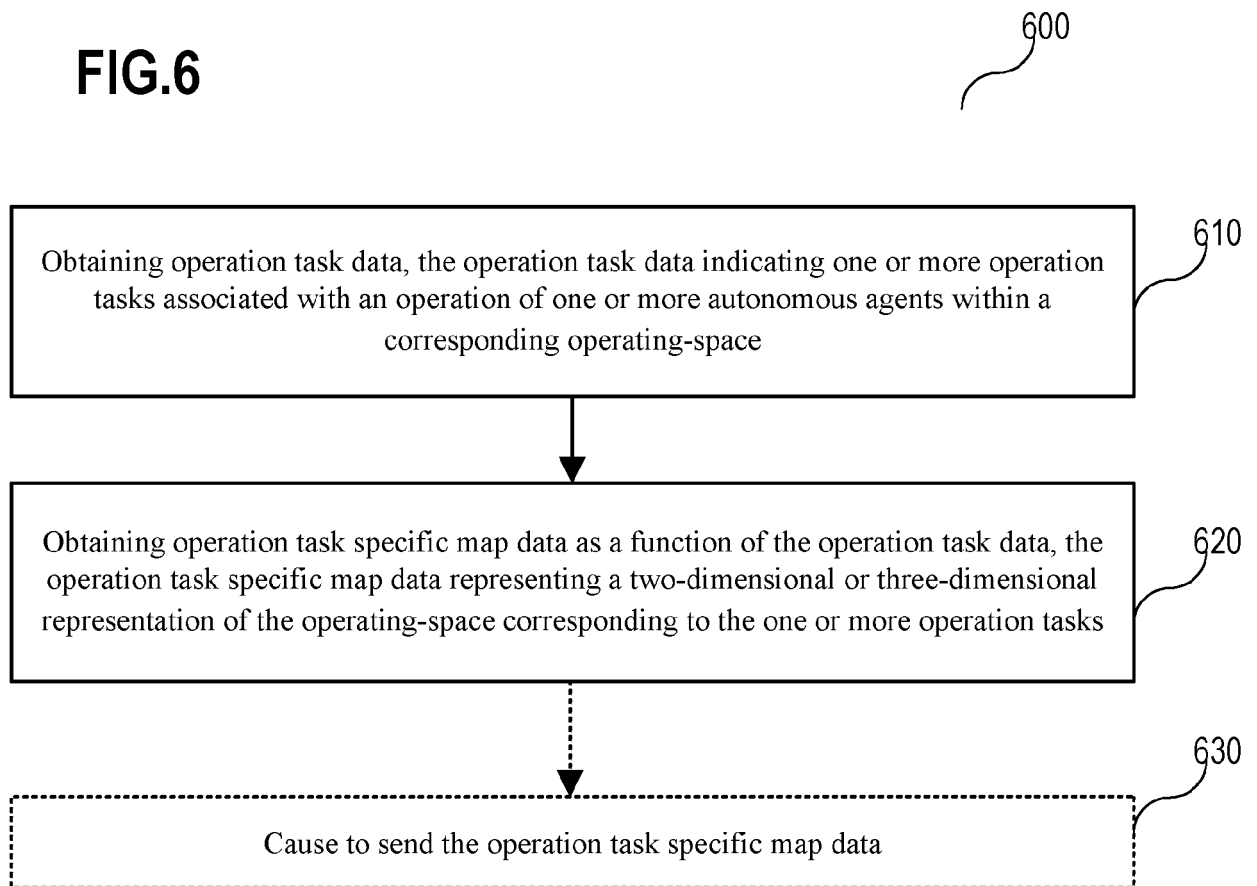 600
FIG.6
610
Obtaining operation task data, the operation task data indicating one or more operation
tasks associated with an operation of one or more autonomous agents within a
corresponding operating-space
620
Obtaining operation task specific map data as a function of the operation task data, the
operation task specific map data representing a two-dimensional or three-dimensional
representation of the operating-space corresponding to the one or more operation tasks
630
Cause to send the operation task specific map data